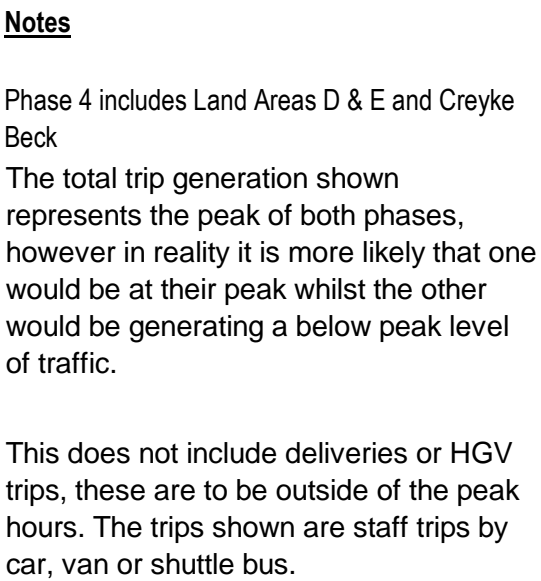 Notes
Phase 4 includes Land Areas D & E and Creyke
Beck
The total trip generation shown
represents the peak of both phases,
however in reality it is more likely that one
would be at their peak whilst the other
would be generating a below peak level
of traffic.
This does not include deliveries or HGV
trips, these are to be outside of the peak
hours. The trips shown are staff trips by
car, van or shuttle bus.